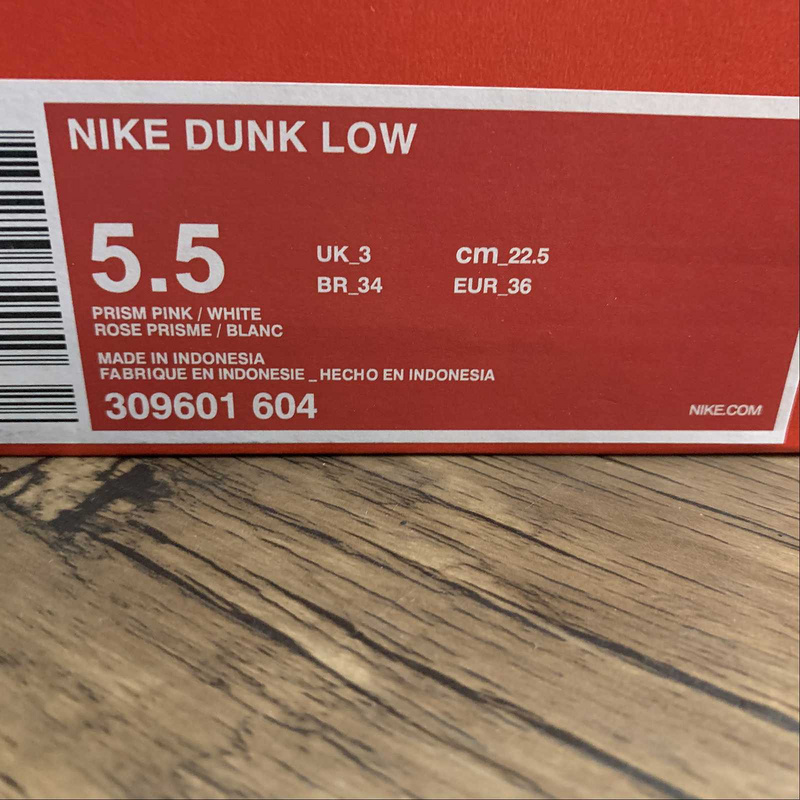 NIKE DUNK LOW
5.5
UK_3 cm_22.5
BR_34 EUR_36
PRISM PINK / WHITE
ROSE PRISME / BLANC
MADE IN INDONESIA
FABRIQUE EN INDONESIE _ HECHO EN INDONESIA
309601 604
NIKE.COM